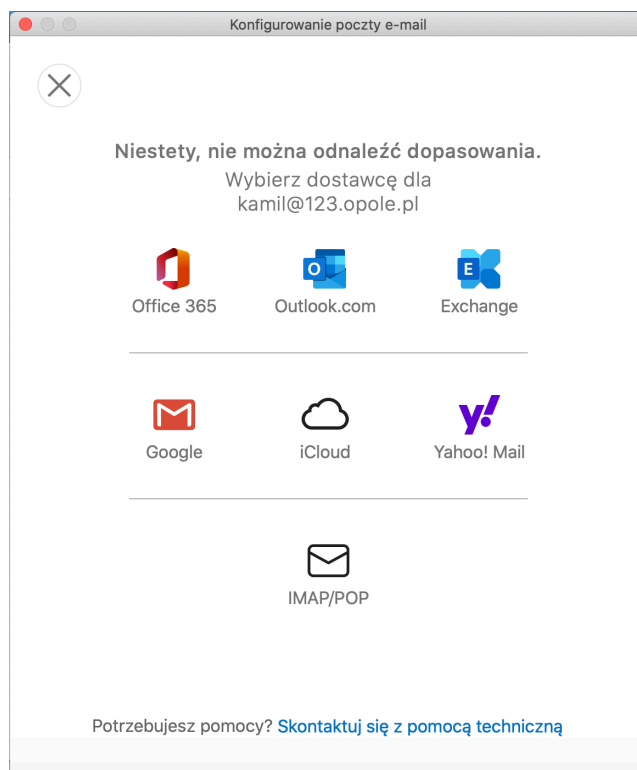 Konfigurowanie poczty e-mail
Niestety, nie można odnaleźć dopasowania.
Wybierz dostawcę dla
kamil@123.opole.pl
Office 365
Outlook.com
Exchange
Google
iCloud
Yahoo! Mail
IMAP/POP
Potrzebujesz pomocy? Skontaktuj się z pomocą techniczną